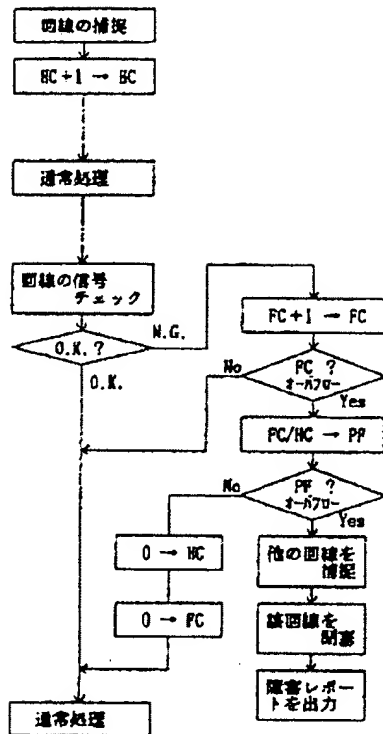 回線の捕捉
HC+1 → HC
通常処理
回線の信号
チェック
O.K. ?
N.G.
O.K.
FC+1 → FC
No
FC ?
オーバフロー
Yes
FC/HC → PF
No
PF ?
オーバフロー
Yes
0 → HC
他の回線を
捕捉
0 → FC
該回線を
閉塞
障害レポー
トを出力
通常処理